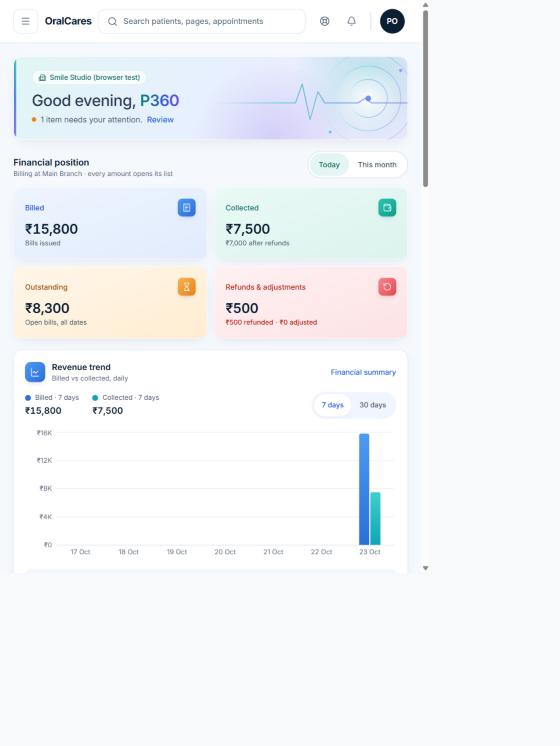 OralCares
Search patients, pages, appointments
PO
Smile Studio (browser test)
Good evening, P360
1 item needs your attention. Review
Financial position
Billing at Main Branch · every amount opens its list
Today
This month
Billed
₹15,800
Bills issued
Collected
₹7,500
₹7,000 after refunds
Outstanding
₹8,300
Open bills, all dates
Refunds & adjustments
₹500
₹500 refunded · ₹0 adjusted
Revenue trend
Billed vs collected, daily
Financial summary
Billed · 7 days
₹15,800
Collected · 7 days
₹7,500
7 days
30 days
₹16K
₹12K
₹8K
₹4K
₹0
17 Oct
18 Oct
19 Oct
20 Oct
21 Oct
22 Oct
23 Oct